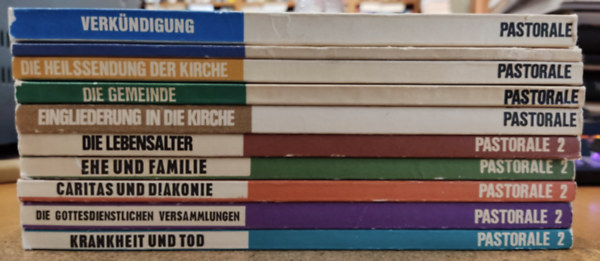 VERKÜNDIGUNG PASTORALE
DIE HEILSSENDUNG DER KIRCHE PASTORALE
DIE GEMEINDE PASTORALE
EINGLIEDERUNG IN DIE KIRCHE PASTORALE
DIE LEBENSALTER PASTORALE 2
EHE UND FAMILIE PASTORALE 2
CARITAS UND DIAKONIE PASTORALE 2
DIE GOTTESDIENSTLICHEN VERSAMMLUNGEN PASTORALE 2
KRANKHEIT UND TOD PASTORALE 2